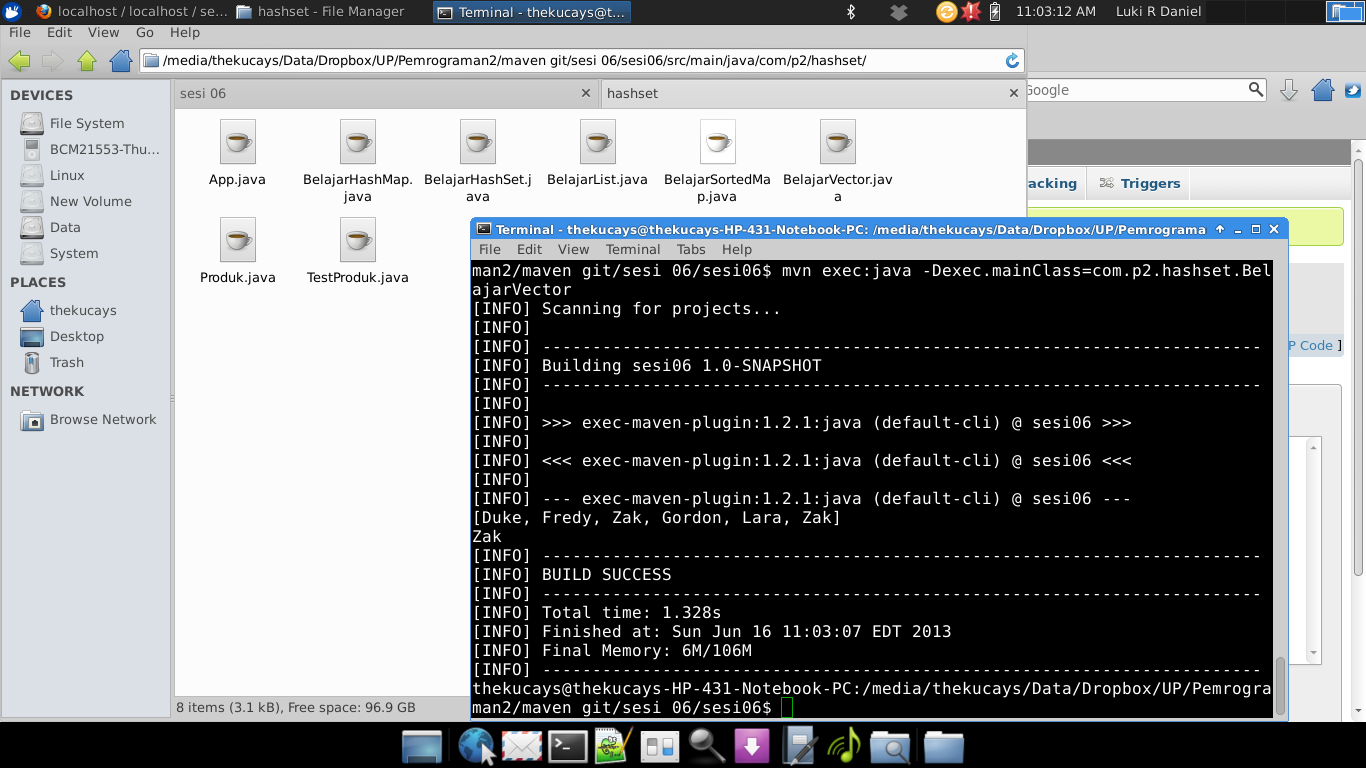 localhost / localhost / se...
hashset - File Manager
Terminal - thekucays@t...
11:03:12 AM
Luki R Daniel
File Edit View Go Help
/media/thekucays/Data/Dropbox/UP/Pemrograman2/maven git/sesi 06/sesi06/src/main/java/com/p2/hashset/
Google
DEVICES
File System
BCM21553-Thu...
Linux
New Volume
Data
System
PLACES
thekucays
Desktop
Trash
NETWORK
Browse Network
sesi 06
hashset
App.java
BelajarHashMap.
java
BelajarHashSet.j
ava
BelajarList.java
BelajarSortedMa
p.java
BelajarVector.jav
a
Produk.java
TestProduk.java
8 items (3.1 kB), Free space: 96.9 GB
acking
Triggers
P Code ]
Terminal - thekucays@thekucays-HP-431-Notebook-PC: /media/thekucays/Data/Dropbox/UP/Pemrograma
File Edit View Terminal Tabs Help
man2/maven git/sesi 06/sesi06$ mvn exec:java -Dexec.mainClass=com.p2.hashset.Bel
ajarVector
[INFO] Scanning for projects...
[INFO]
[INFO] ------------------------------------------------------------------------
[INFO] Building sesi06 1.0-SNAPSHOT
[INFO] ------------------------------------------------------------------------
[INFO]
[INFO] >>> exec-maven-plugin:1.2.1:java (default-cli) @ sesi06 >>>
[INFO]
[INFO] <<< exec-maven-plugin:1.2.1:java (default-cli) @ sesi06 <<<
[INFO]
[INFO] --- exec-maven-plugin:1.2.1:java (default-cli) @ sesi06 ---
[Duke, Fredy, Zak, Gordon, Lara, Zak]
Zak
[INFO] ------------------------------------------------------------------------
[INFO] BUILD SUCCESS
[INFO] ------------------------------------------------------------------------
[INFO] Total time: 1.328s
[INFO] Finished at: Sun Jun 16 11:03:07 EDT 2013
[INFO] Final Memory: 6M/106M
[INFO] ------------------------------------------------------------------------
thekucays@thekucays-HP-431-Notebook-PC:/media/thekucays/Data/Dropbox/UP/Pemrogra
man2/maven git/sesi 06/sesi06$